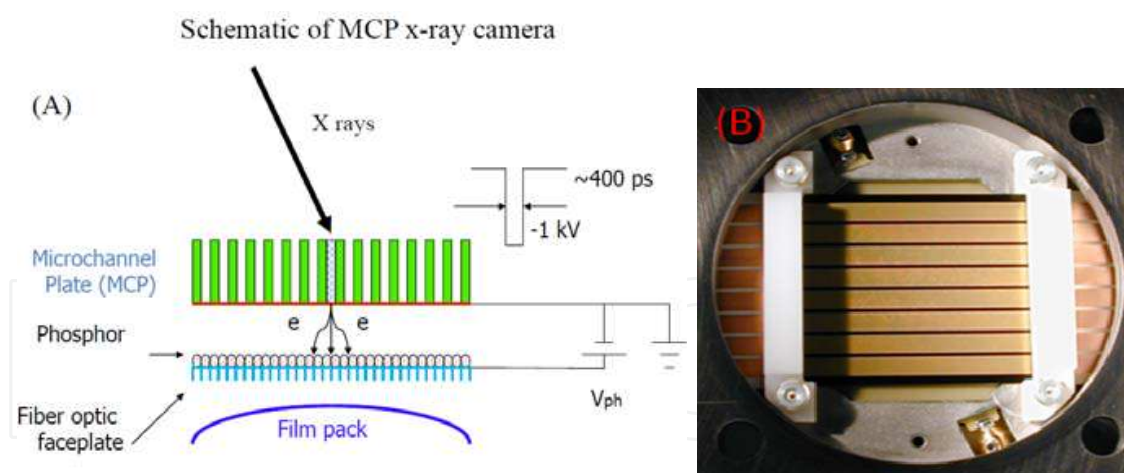 Schematic of MCP x-ray camera
(A)
X rays
~400 ps
-1 kV
Microchannel
Plate (MCP)
e
e
Phosphor
Vph
Fiber optic
faceplate
Film pack
(B)